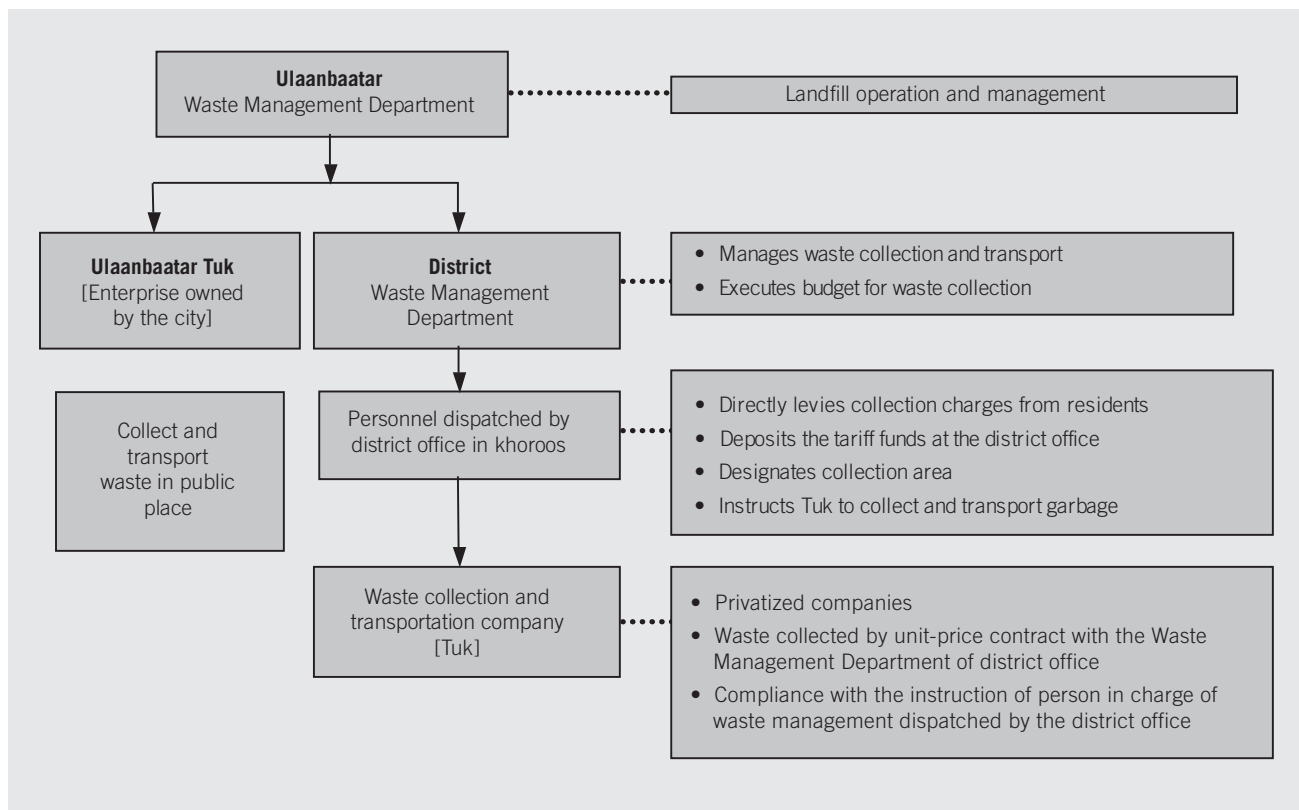 Ulaanbaatar
Waste Management Department
Landfill operation and management
Ulaanbaatar Tuk
[Enterprise owned
by the city]
District
Waste Management
Department
• Manages waste collection and transport
• Executes budget for waste collection
Collect and
transport
waste in public
place
Personnel dispatched by
district office in khoroos
• Directly levies collection charges from residents
• Deposits the tariff funds at the district office
• Designates collection area
• Instructs Tuk to collect and transport garbage
Waste collection and
transportation company
[Tuk]
• Privatized companies
• Waste collected by unit-price contract with the Waste
Management Department of district office
• Compliance with the instruction of person in charge of
waste management dispatched by the district office